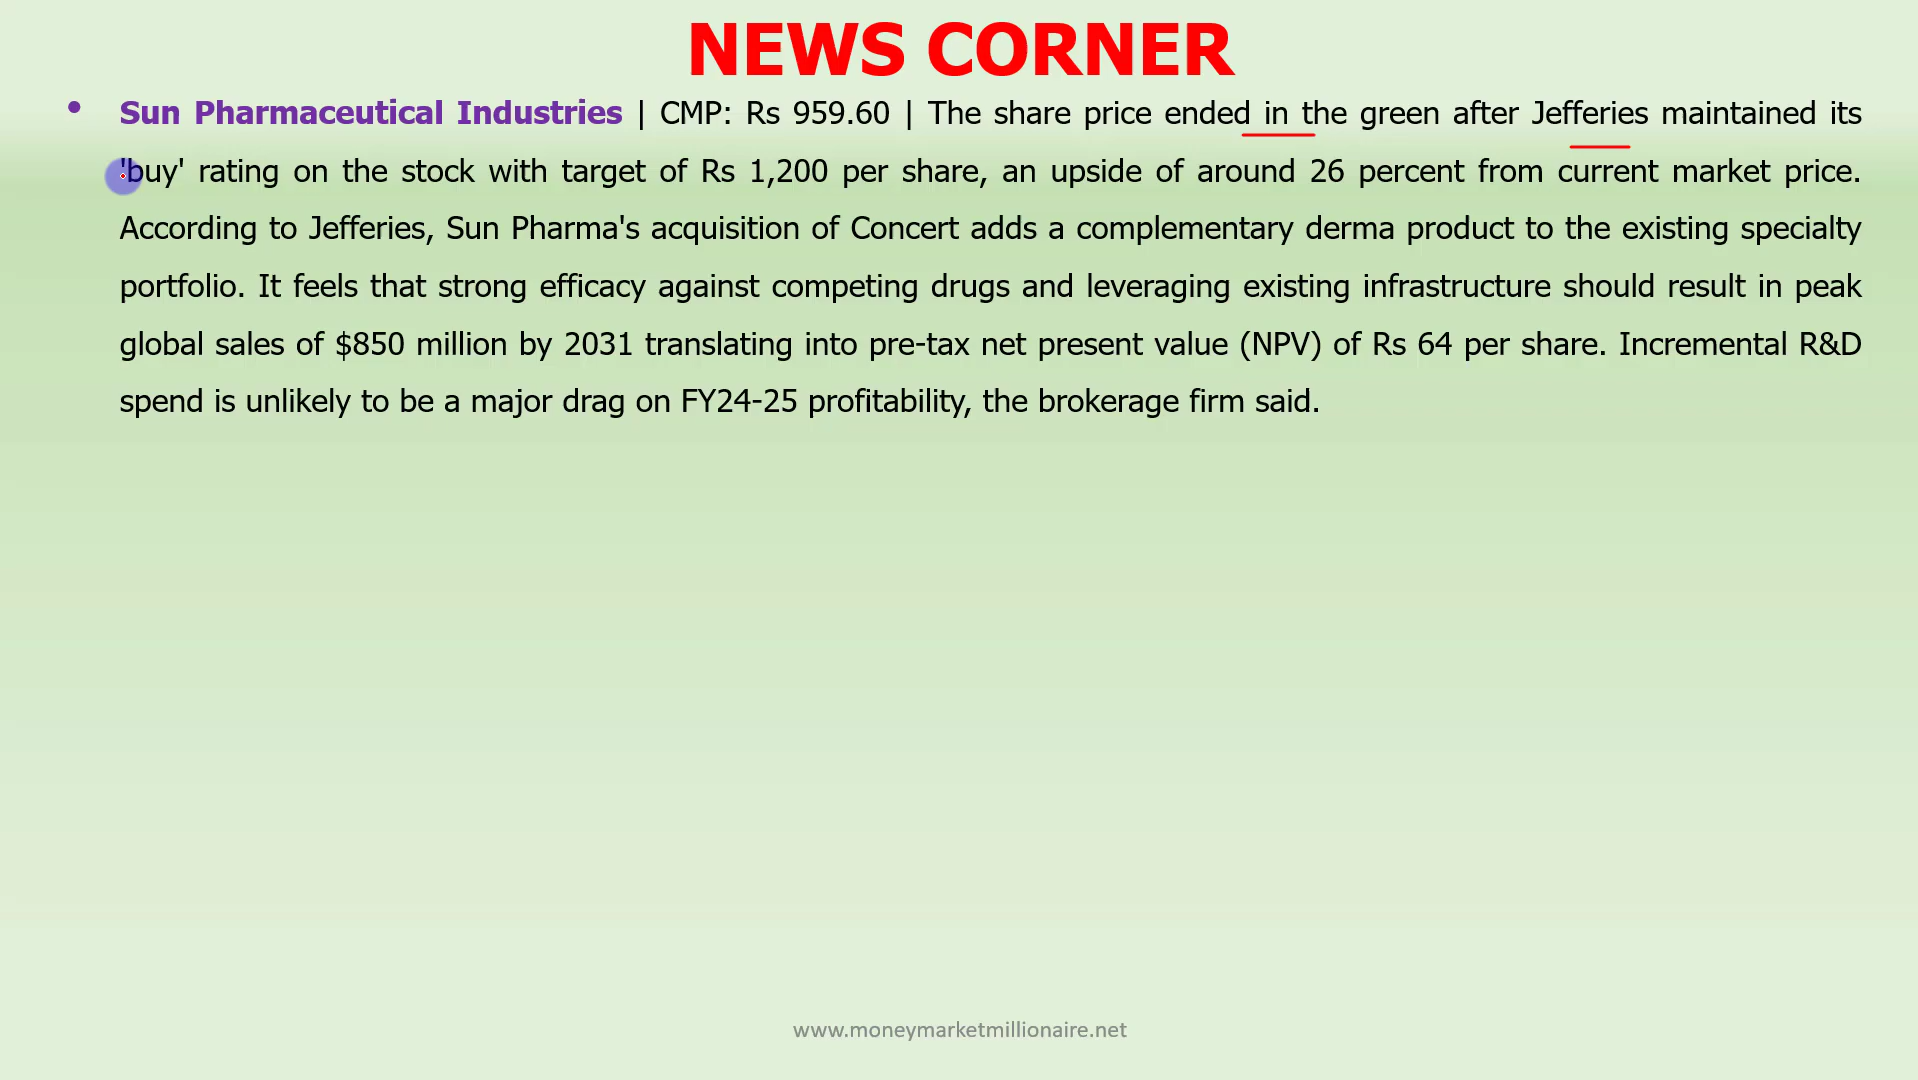 NEWS CORNER
• Sun Pharmaceutical Industries | CMP: Rs 959.60 | The share price ended in the green after Jefferies maintained its
'buy' rating on the stock with target of Rs 1,200 per share, an upside of around 26 percent from current market price.
According to Jefferies, Sun Pharma's acquisition of Concert adds a complementary derma product to the existing specialty
portfolio. It feels that strong efficacy against competing drugs and leveraging existing infrastructure should result in peak
global sales of $850 million by 2031 translating into pre-tax net present value (NPV) of Rs 64 per share. Incremental R&D
spend is unlikely to be a major drag on FY24-25 profitability, the brokerage firm said.
www.moneymarketmillionaire.net